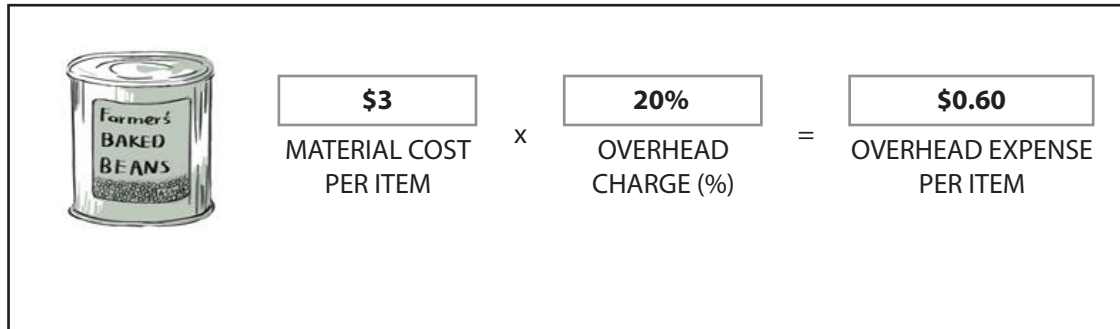 Farmer's
BAKED
BEANS
$3
MATERIAL COST
PER ITEM
x
20%
OVERHEAD
CHARGE (%)
=
$0.60
OVERHEAD EXPENSE
PER ITEM